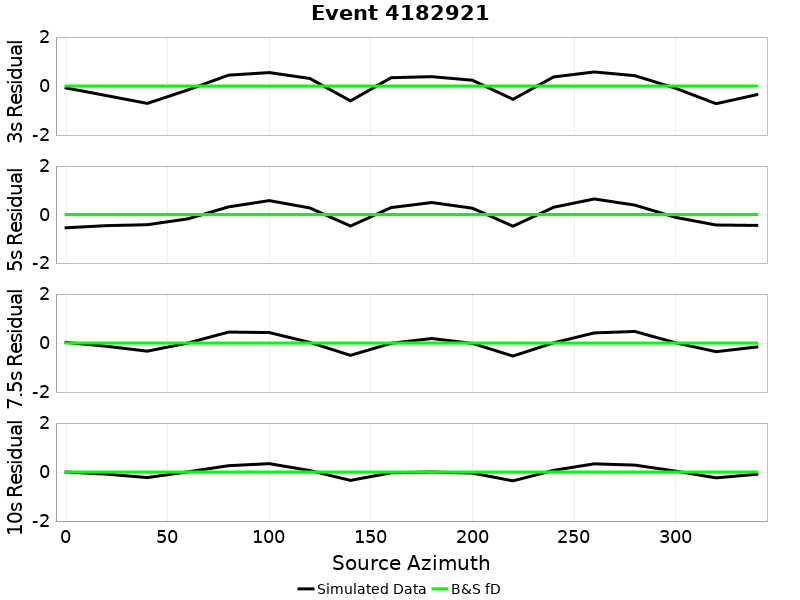 Event 4182921
3s Residual
2
0
-2
5s Residual
2
0
-2
7.5s Residual
2
0
-2
10s Residual
2
0
-2
0 50 100 150 200 250 300
Source Azimuth
Simulated Data B&S fD